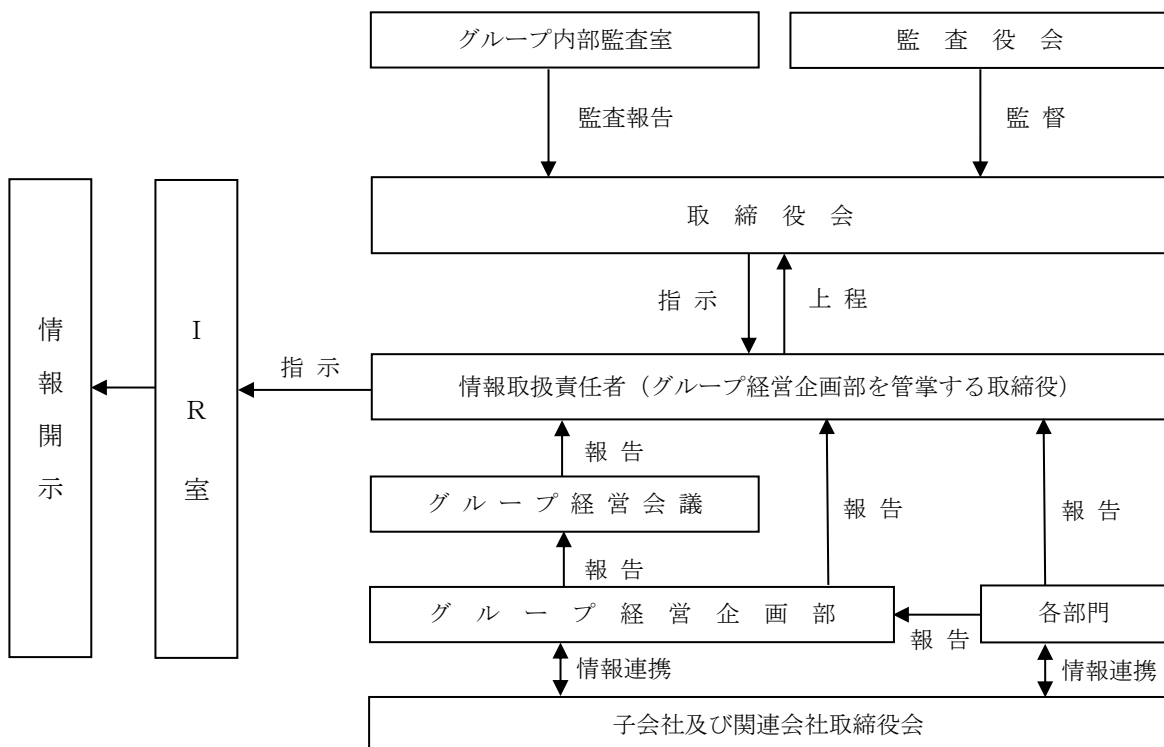 グループ内部監査室
監査役会
監査報告
監督
取締役会
指示
上程
情報取扱責任者（グループ経営企画部を管掌する取締役）
指示
情報開示
ＩＲ室
報告
グループ経営会議
報告
報告
報告
グループ経営企画部
各部門
報告
情報連携
情報連携
子会社及び関連会社取締役会